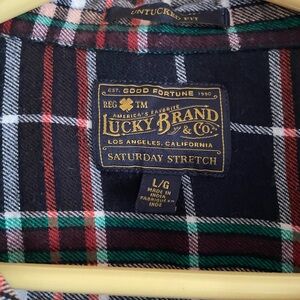 UNTUCKED FIT
EST. GOOD FORTUNE 1990
REG TM
AMERICA'S FAVORITE
LUCKY BRAND
& Co.
LOS ANGELES, CALIFORNIA
SATURDAY STRETCH
L/G
MADE IN
INDIA
FABRIQUÉ EN
INDE